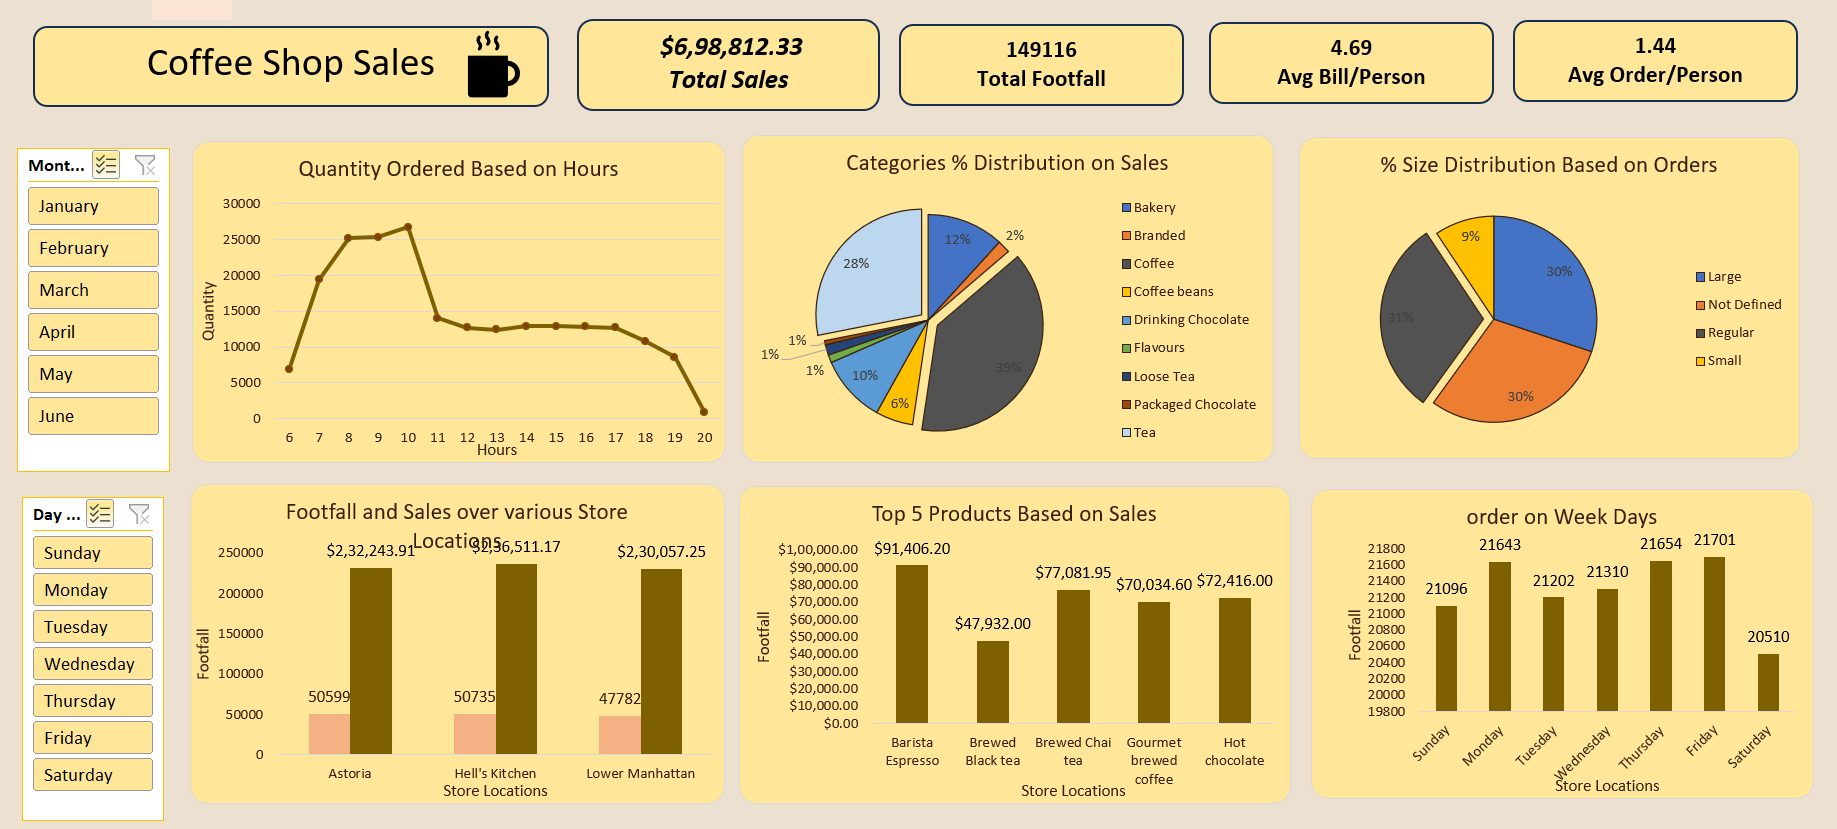 Coffee Shop Sales
$6,98,812.33
Total Sales
149116
Total Footfall
4.69
Avg Bill/Person
1.44
Avg Order/Person
Mont...
January
February
March
April
May
June
Quantity Ordered Based on Hours
Quantity
30000
25000
20000
15000
10000
5000
0
6 7 8 9 10 11 12 13 14 15 16 17 18 19 20
Hours
Categories % Distribution on Sales
12%
2%
39%
6%
10%
1%
1%
1%
28%
Bakery
Branded
Coffee
Coffee beans
Drinking Chocolate
Flavours
Loose Tea
Packaged Chocolate
Tea
% Size Distribution Based on Orders
30%
30%
31%
9%
Large
Not Defined
Regular
Small
Day ...
Sunday
Monday
Tuesday
Wednesday
Thursday
Friday
Saturday
Footfall and Sales over various Store
Locations
Footfall
250000
200000
150000
100000
50000
0
$2,32,243.91 $2,36,511.17 $2,30,057.25
50599 50735 47782
Astoria Hell's Kitchen Lower Manhattan
Store Locations
Top 5 Products Based on Sales
Footfall
$1,00,000.00
$90,000.00
$80,000.00
$70,000.00
$60,000.00
$50,000.00
$40,000.00
$30,000.00
$20,000.00
$10,000.00
$0.00
$91,406.20
$47,932.00
$77,081.95
$70,034.60
$72,416.00
Barista
Espresso
Brewed
Black tea
Brewed Chai
tea
Gourmet
brewed
coffee
Hot
chocolate
Store Locations
order on Week Days
Footfall
21800
21600
21400
21200
21000
20800
20600
20400
20200
20000
19800
21096
21643
21202
21310
21654
21701
20510
Sunday
Monday
Tuesday
Wednesday
Thursday
Friday
Saturday
Store Locations